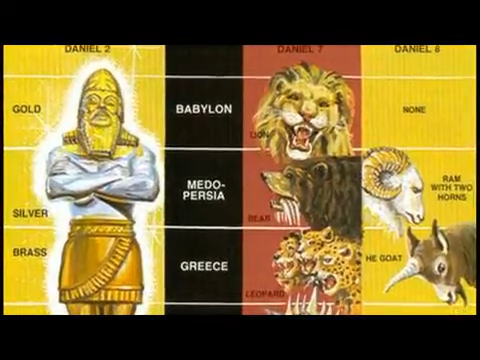 DANIEL 2
DANIEL 7
DANIEL 8
GOLD
BABYLON
LION
NONE
SILVER
MEDO-
PERSIA
BEAR
RAM
WITH TWO
HORNS
BRASS
GREECE
LEOPARD
HE GOAT